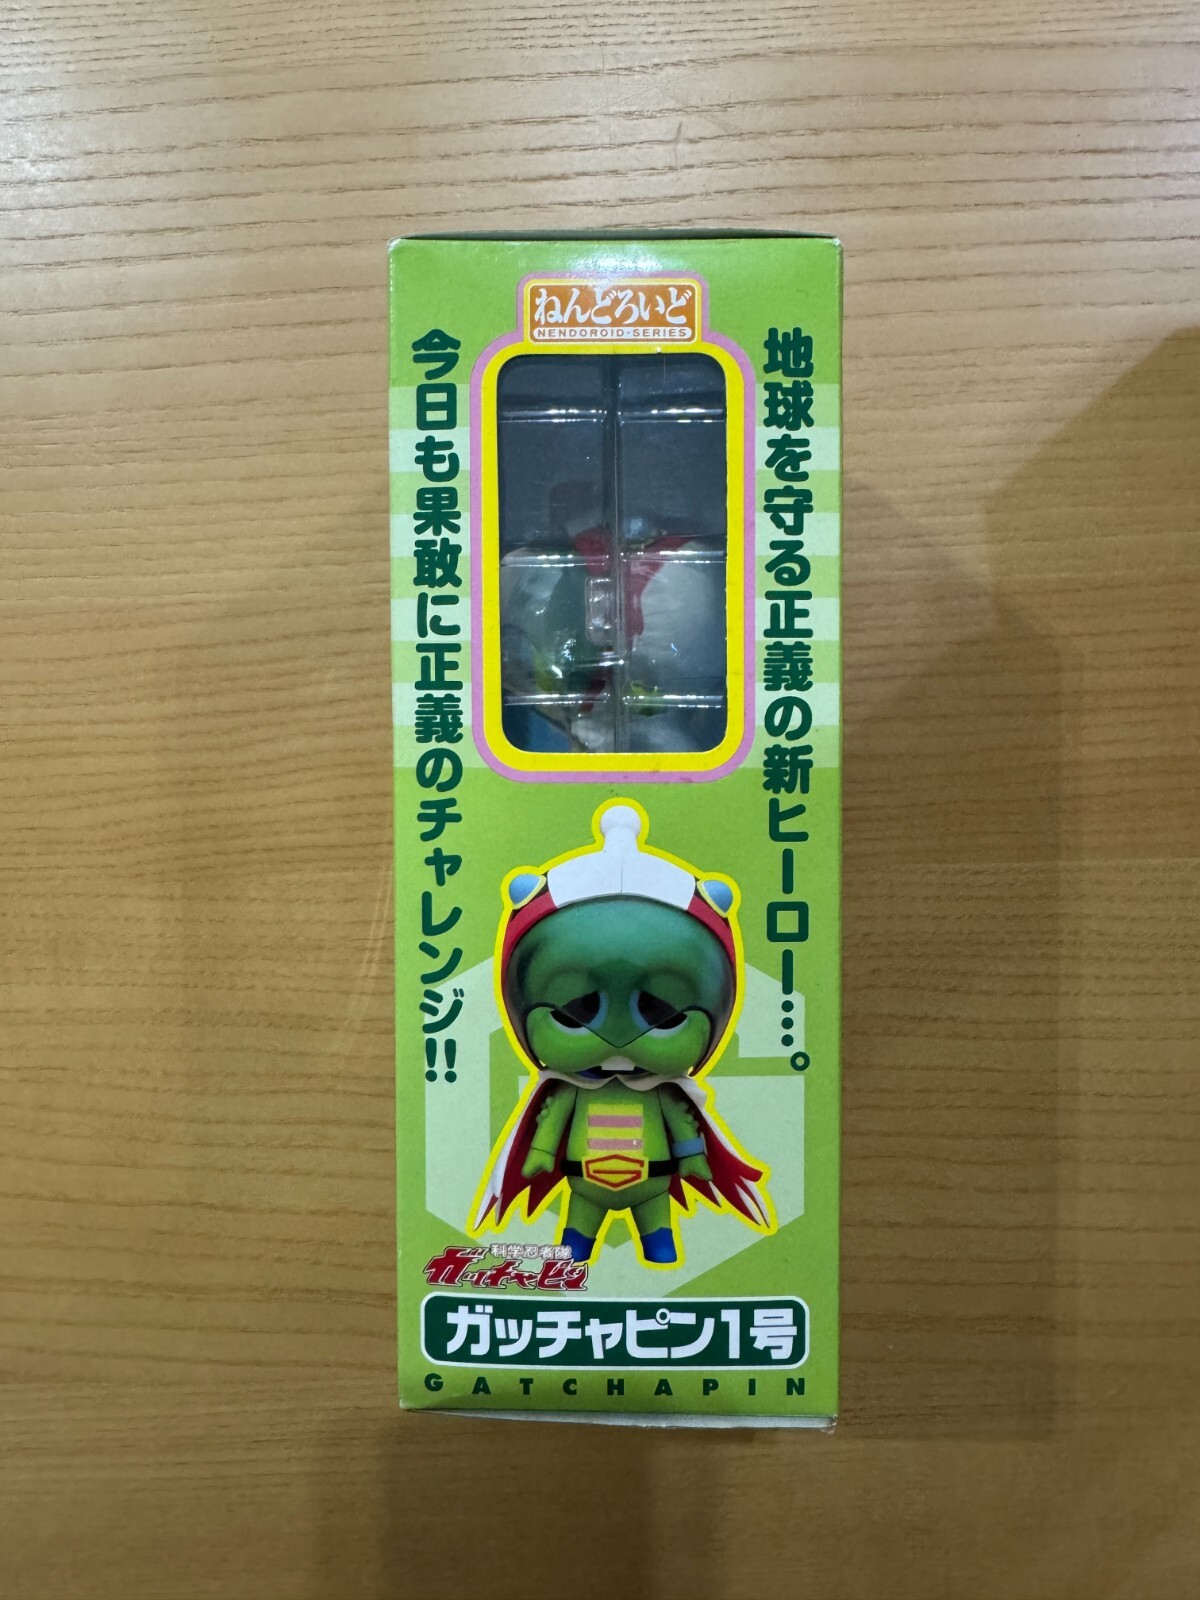 ねんどろいど
NENDOROID-SERIES
地球を守る正義の新ヒーロー…。
今日も果敢に正義のチャレンジ!!
科学忍者隊
ガッチャピン
ガッチャピン1号
GATCHAPIN